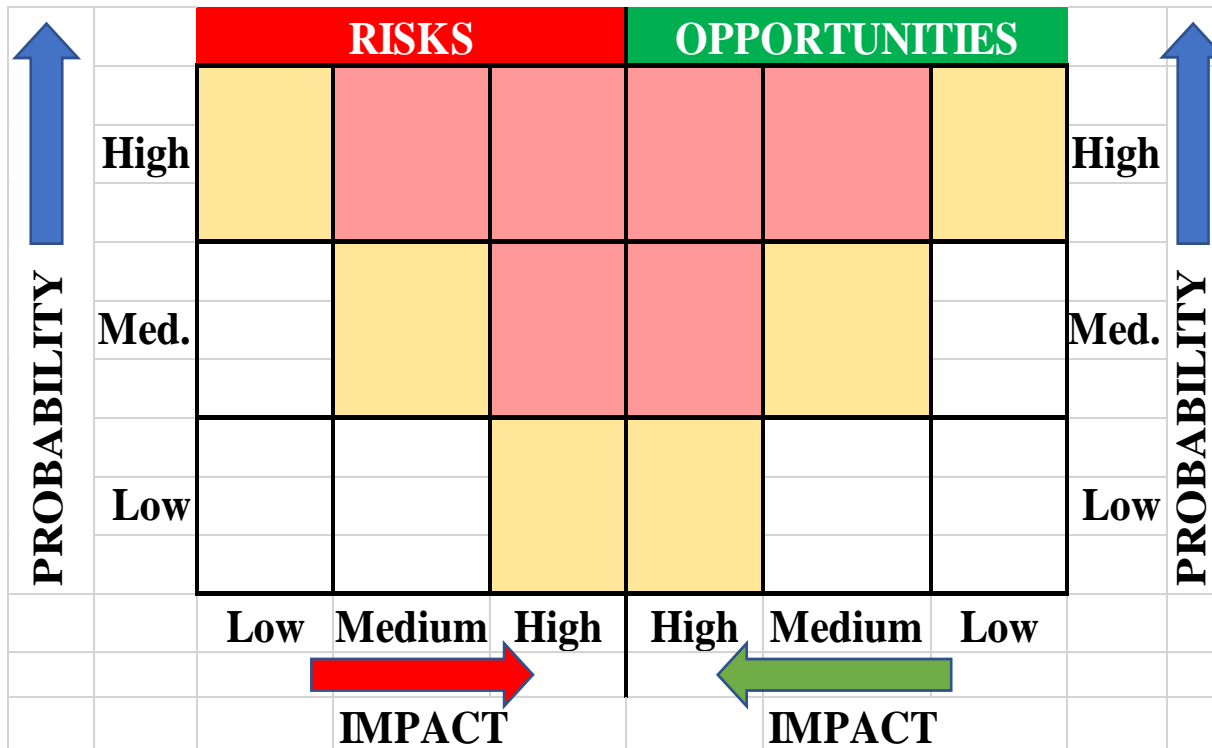 RISKS OPPORTUNITIES
High High
PROBABILITY Med. Med. PROBABILITY
Low Low
Low Medium High High Medium Low
IMPACT IMPACT